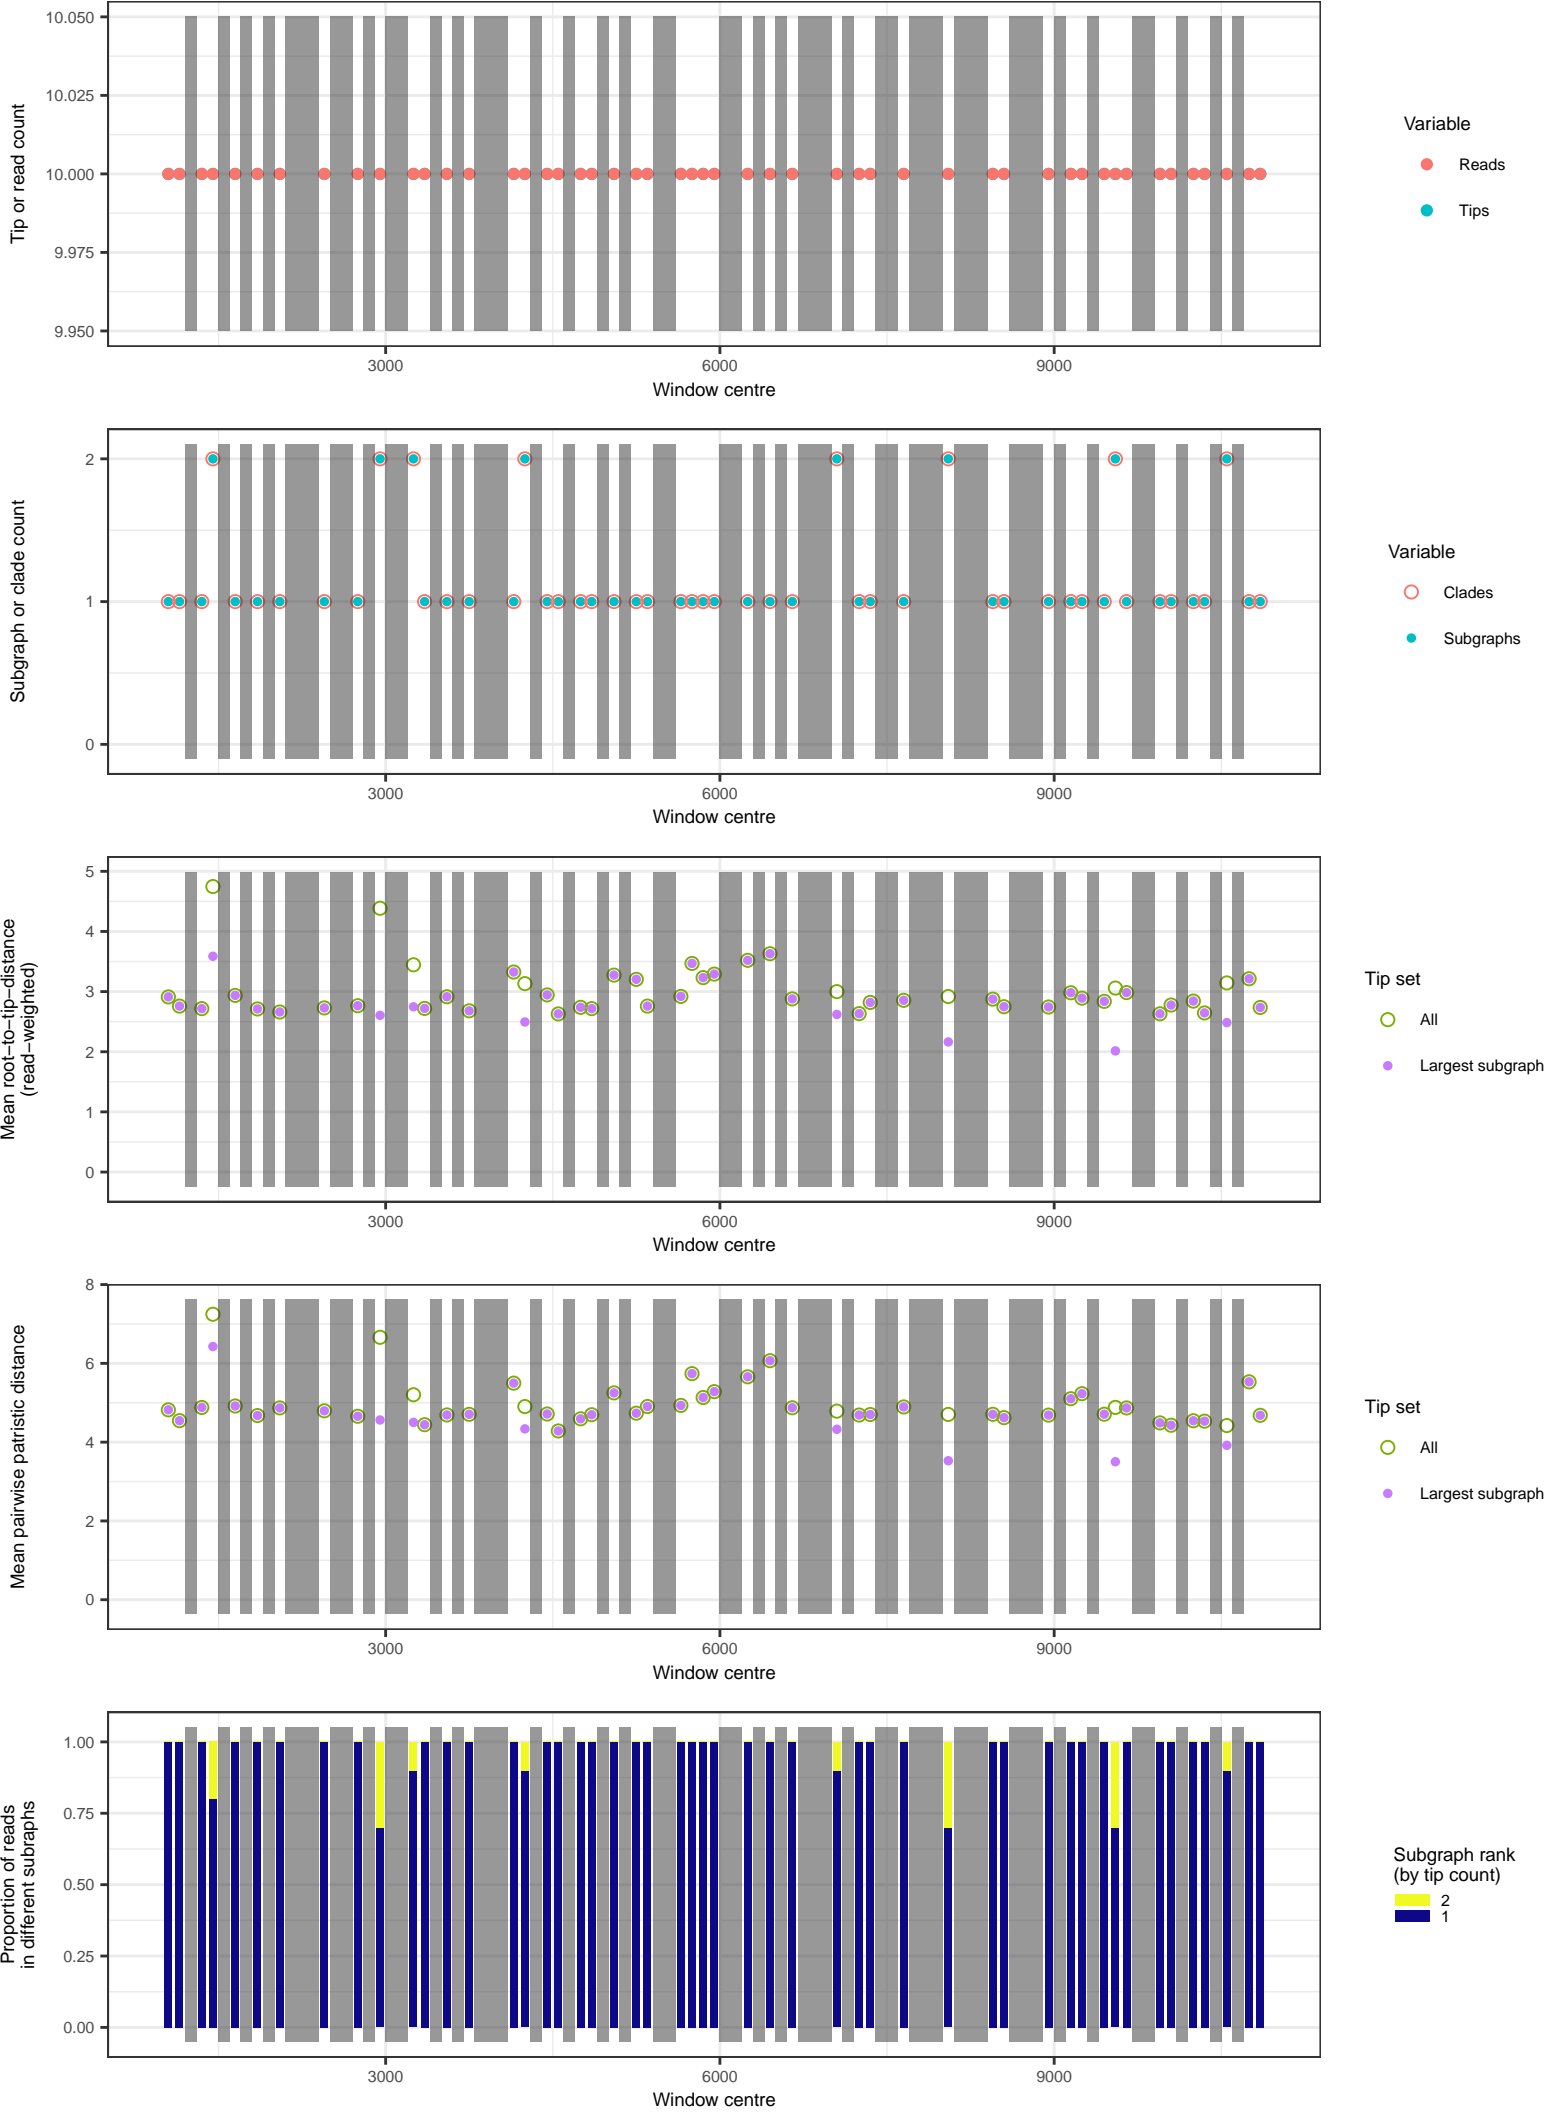 10.050
10.025
10.000
9.975
9.950
Tip or read count
3000 6000 9000
Window centre
Variable
Reads
Tips
2
1
0
Subgraph or clade count
3000 6000 9000
Window centre
Variable
Clades
Subgraphs
5
4
3
2
1
0
Mean root−to−tip−distance
(read−weighted)
3000 6000 9000
Window centre
Tip set
All
Largest subgraph
8
6
4
2
0
Mean pairwise patristic distance
3000 6000 9000
Window centre
Tip set
All
Largest subgraph
1.00
0.75
0.50
0.25
0.00
Proportion of reads
in different subraphs
3000 6000 9000
Window centre
Subgraph rank
(by tip count)
2
1